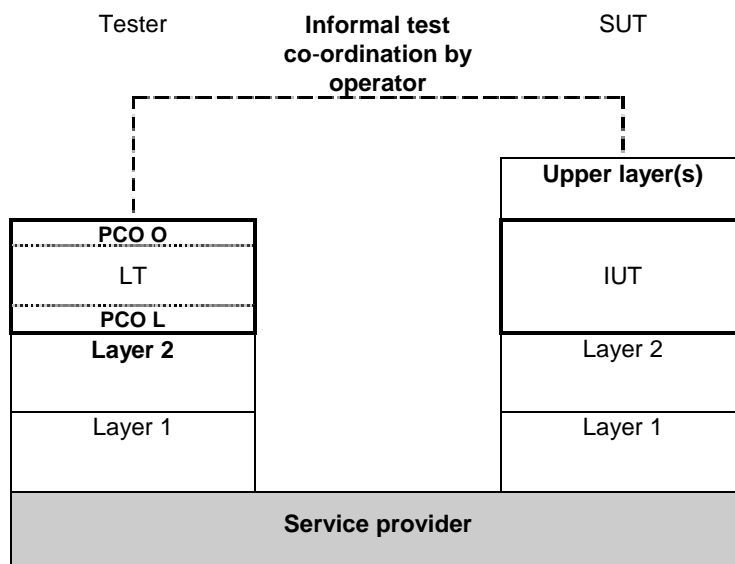 Tester
Informal test
co-ordination by
operator
SUT
Upper layer(s)
PCO O
LT
PCO L
IUT
Layer 2
Layer 2
Layer 1
Layer 1
Service provider